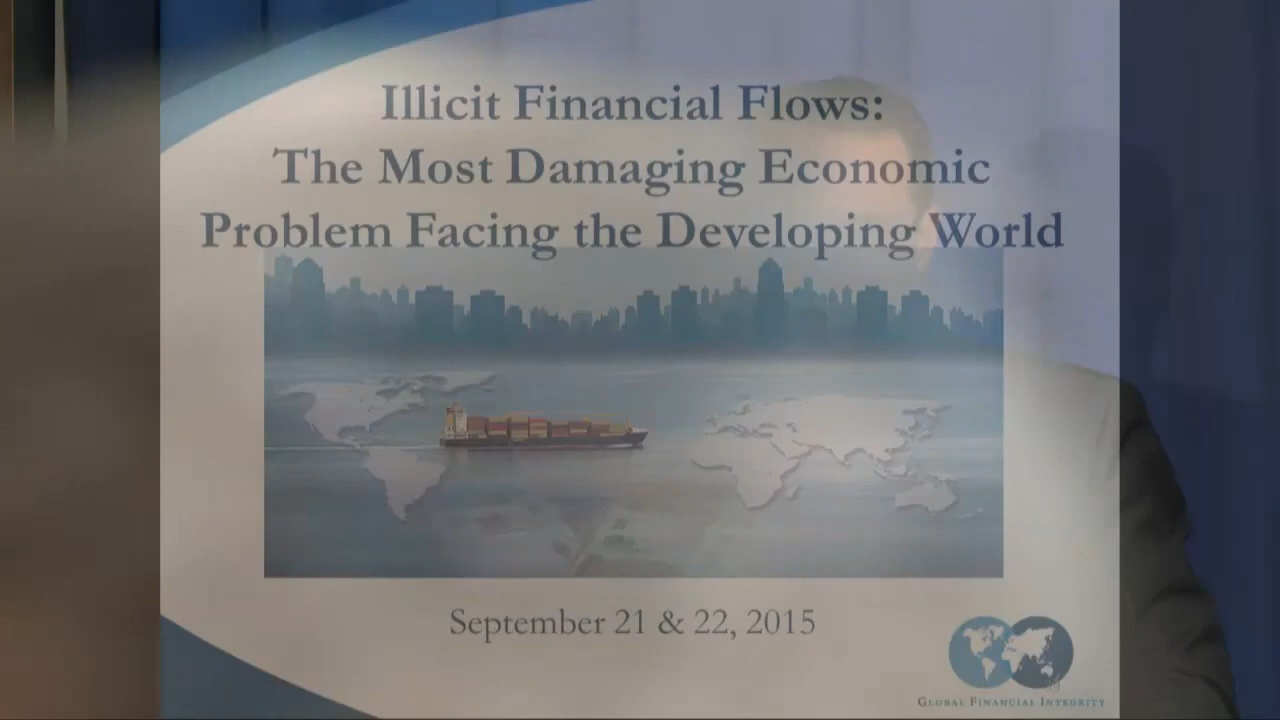 Illicit Financial Flows:
The Most Damaging Economic
Problem Facing the Developing World
September 21 & 22, 2015
Global Financial Integrity